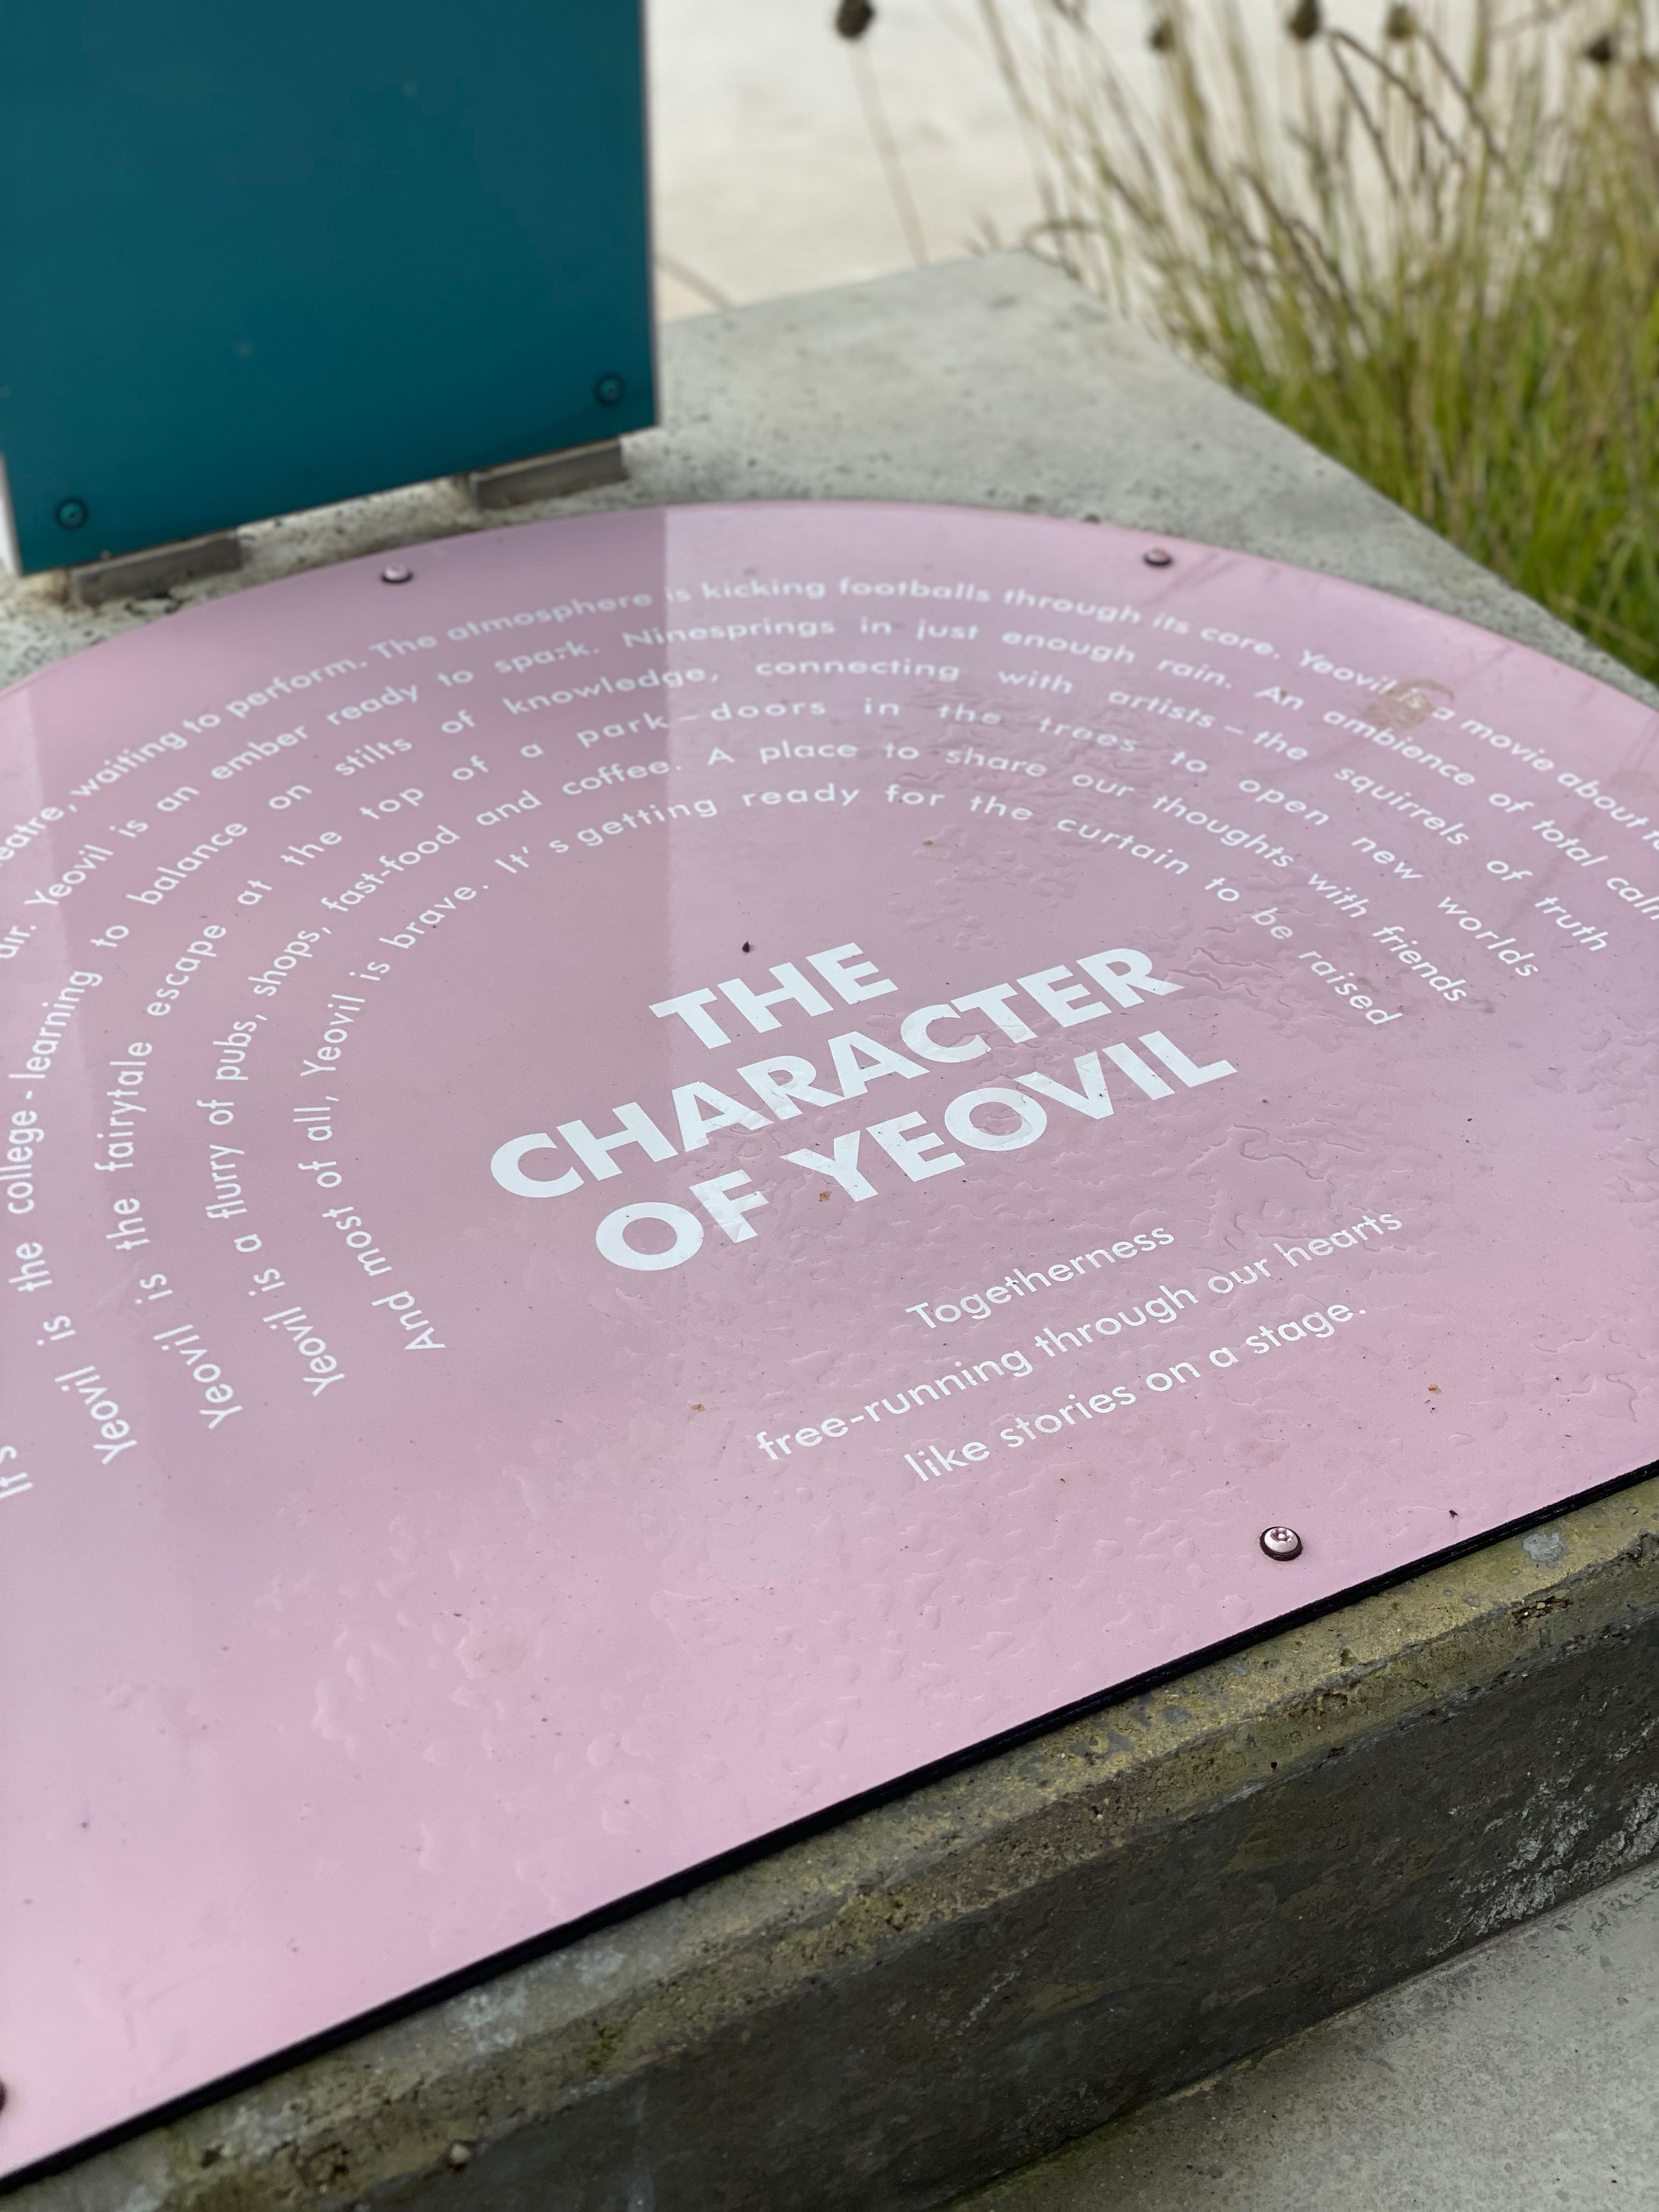 waiting to perform. The atmosphere is kicking footballs through its core. Yeovil is a movie about
It's air. Yeovil is an ember ready to spark. Ninesprings in just enough rain. An ambience of total
Yeovil is the college - learning to balance on stilts of knowledge, connecting with artists – the squirrels of truth
Yeovil is the fairytale escape at the top of a park – doors in the trees to open new worlds
Yeovil is a flurry of pubs, shops, fast-food and coffee. A place to share our thoughts with friends
And most of all, Yeovil is brave. It's getting ready for the curtain to be raised
THE
CHARACTER
OF YEOVIL
Togetherness
free-running through our hearts
like stories on a stage.